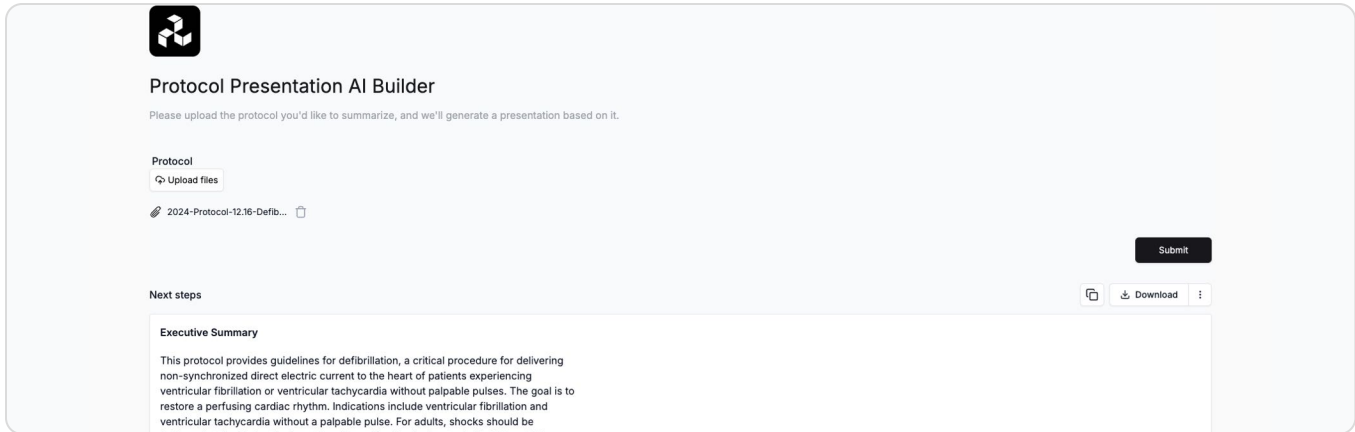 Protocol Presentation AI Builder
Please upload the protocol you'd like to summarize, and we'll generate a presentation based on it.
Protocol
Upload files
2024-Protocol-12.16-Defib...
Submit
Next steps
Download
Executive Summary
This protocol provides guidelines for defibrillation, a critical procedure for delivering
non-synchronized direct electric current to the heart of patients experiencing
ventricular fibrillation or ventricular tachycardia without palpable pulses. The goal is to
restore a perfusing cardiac rhythm. Indications include ventricular fibrillation and
ventricular tachycardia without a palpable pulse. For adults, shocks should be